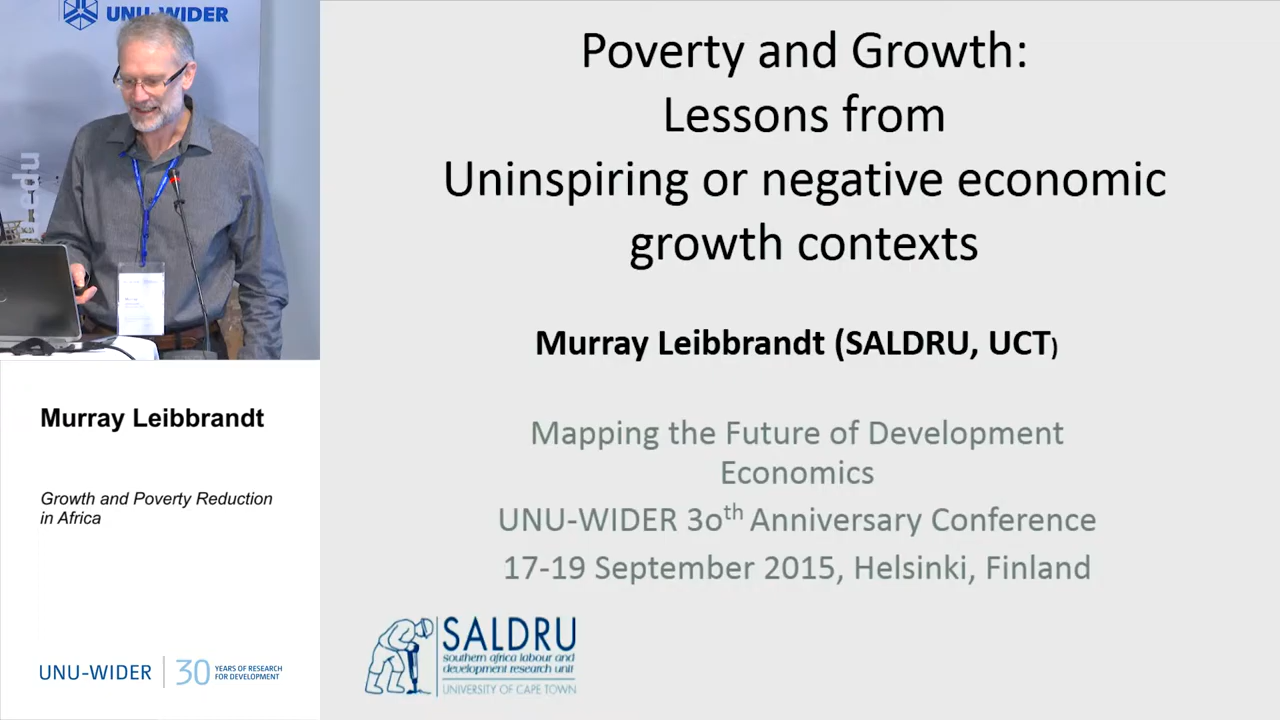 UNU-WIDER
.edu
Murray Leibbrandt
Growth and Poverty Reduction
in Africa
UNU-WIDER
30
YEARS OF RESEARCH
FOR DEVELOPMENT
Poverty and Growth:
Lessons from
Uninspiring or negative economic
growth contexts
Murray Leibbrandt (SALDRU, UCT)
Mapping the Future of Development
Economics
UNU-WIDER 3oth Anniversary Conference
17-19 September 2015, Helsinki, Finland
SALDRU
southern africa labour and
development research unit
UNIVERSITY OF CAPE TOWN